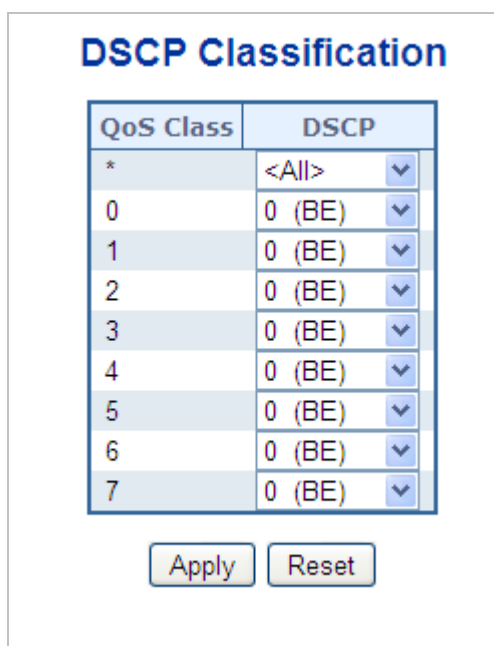 DSCP Classification
QoS Class DSCP
* <All>
0 0 (BE)
1 0 (BE)
2 0 (BE)
3 0 (BE)
4 0 (BE)
5 0 (BE)
6 0 (BE)
7 0 (BE)
Apply Reset